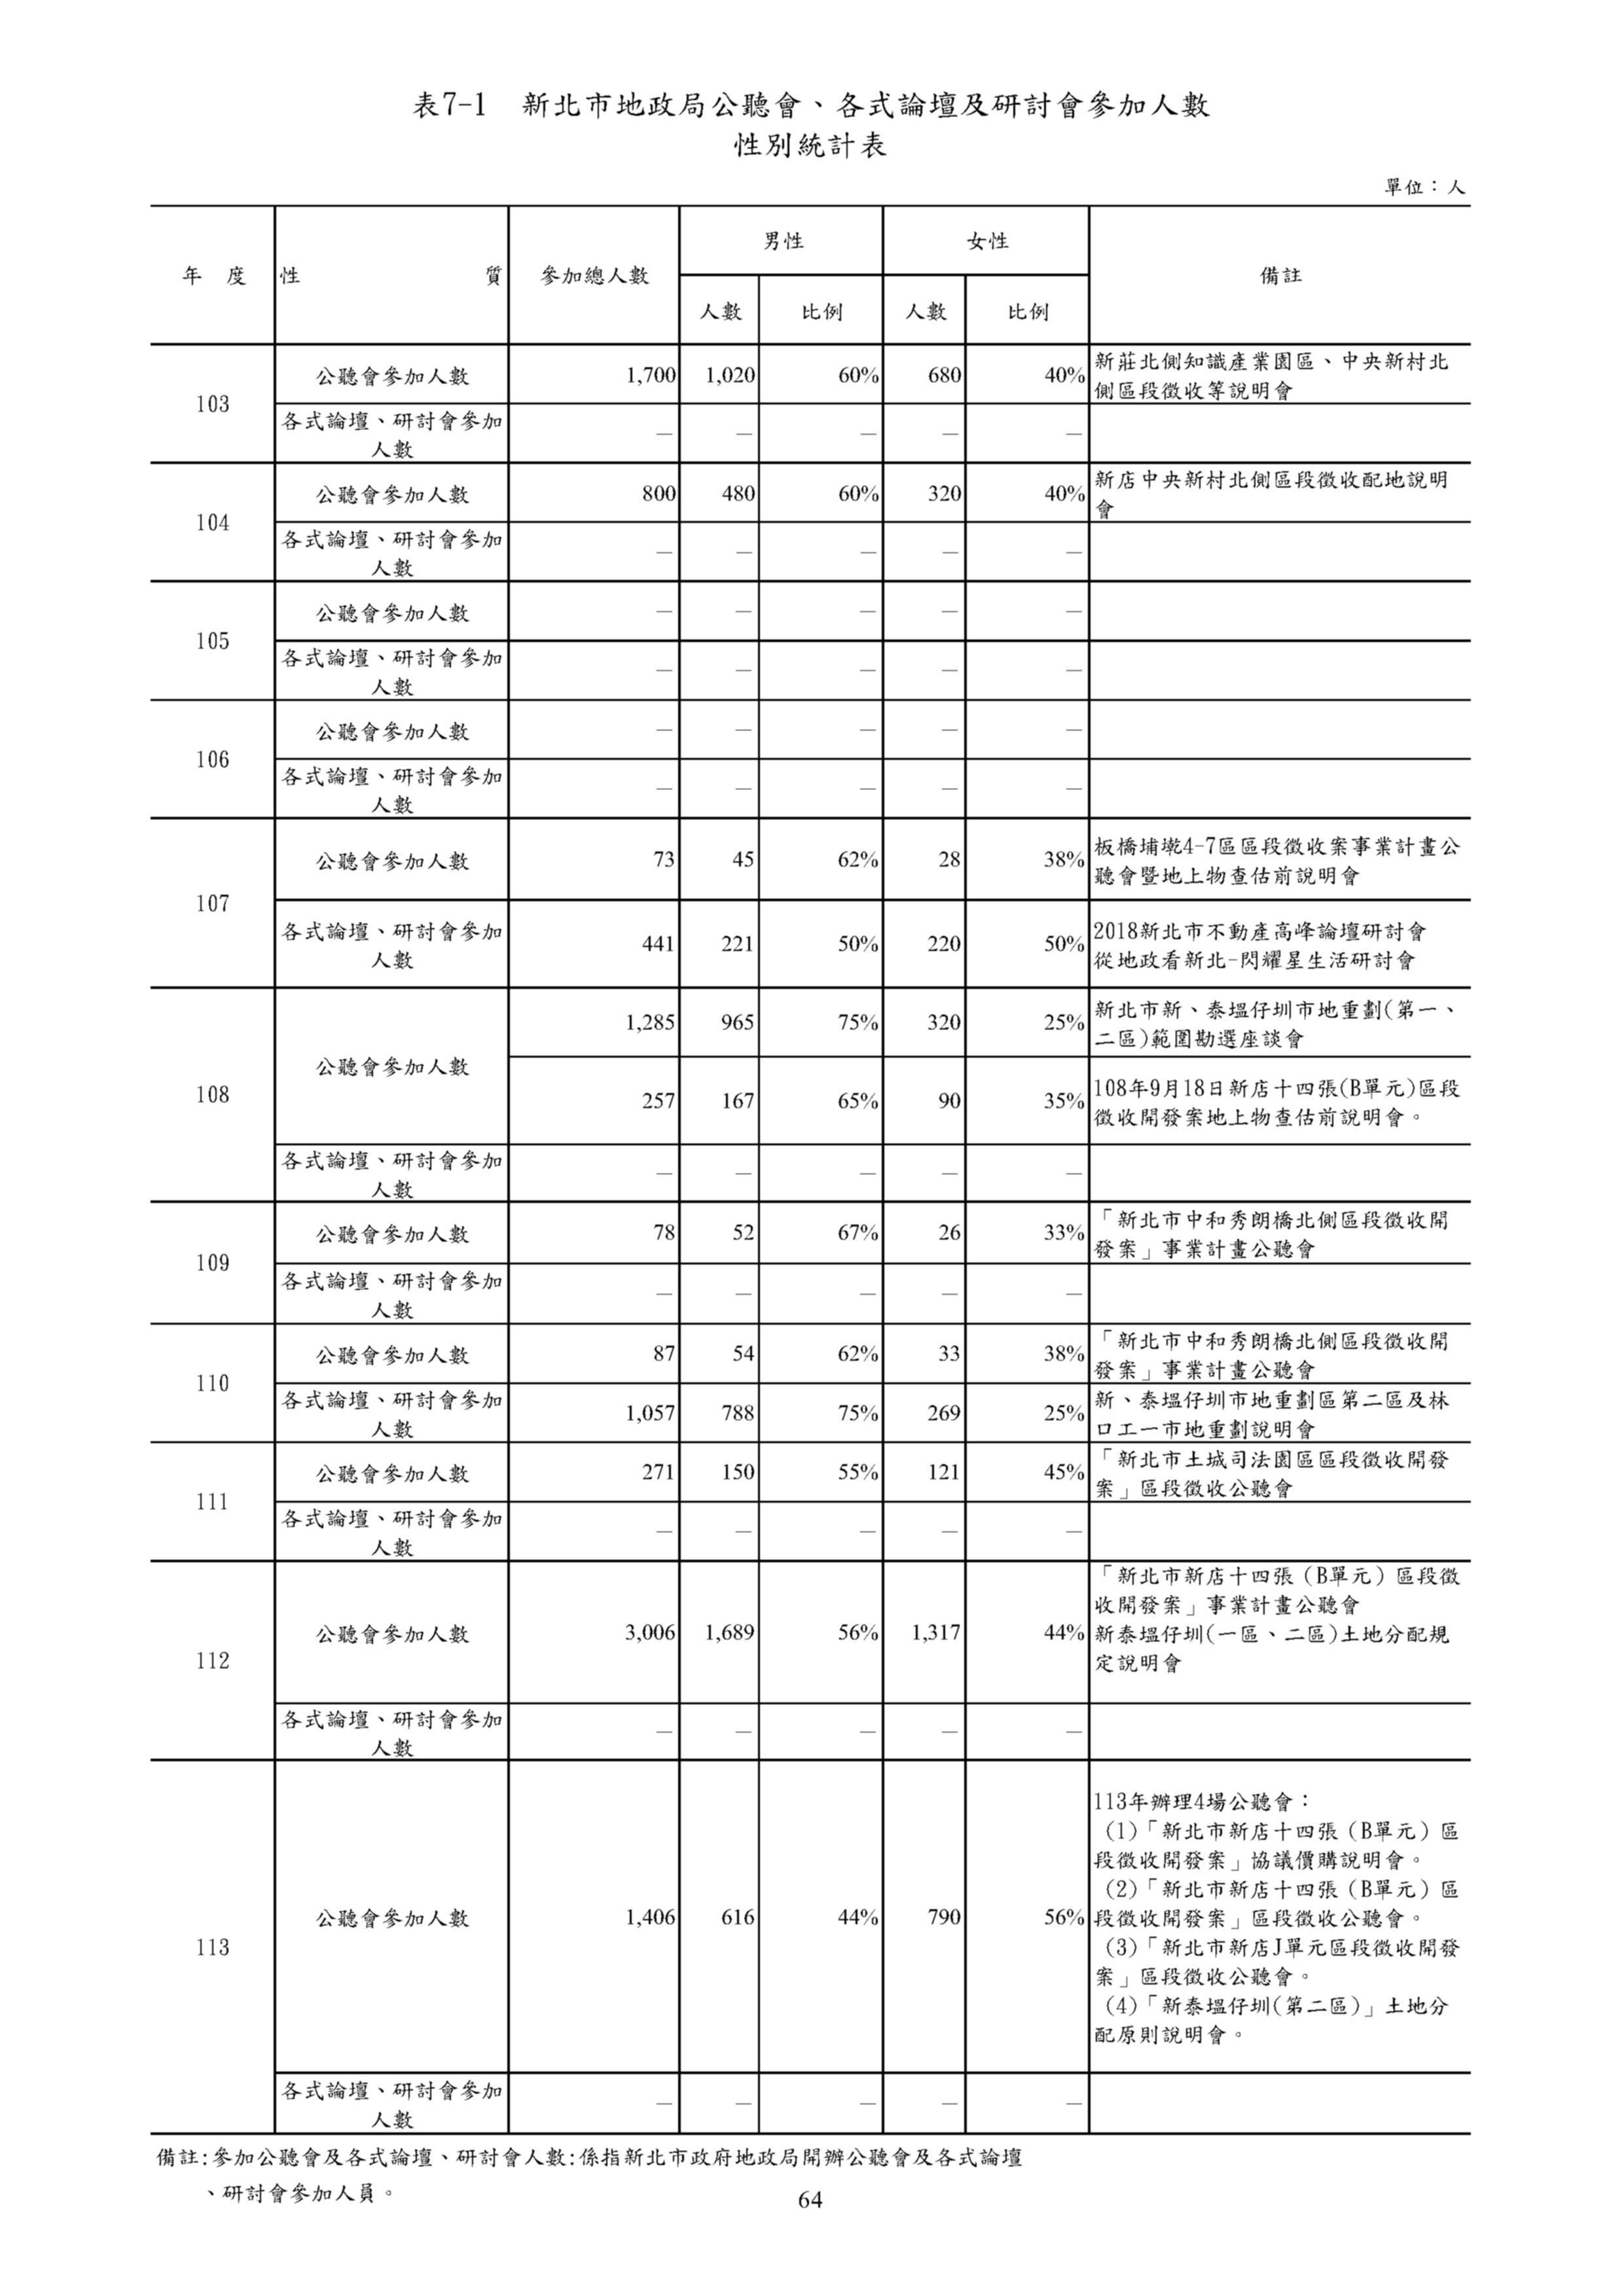 表7-1　新北市地政局公聽會、各式論壇及研討會參加人數
性別統計表
單位：人
年　度　性　質　參加總人數　男性　女性　備註
人數　比例　人數　比例
103
公聽會參加人數　1,700　1,020　60%　680　40%　新莊北側知識產業園區、中央新村北
側區段徵收等說明會
各式論壇、研討會參加
人數　—　—　—　—　—
104
公聽會參加人數　800　480　60%　320　40%　新店中央新村北側區段徵收配地說明
會
各式論壇、研討會參加
人數　—　—　—　—　—
105
公聽會參加人數　—　—　—　—　—
各式論壇、研討會參加
人數　—　—　—　—　—
106
公聽會參加人數　—　—　—　—　—
各式論壇、研討會參加
人數　—　—　—　—　—
107
公聽會參加人數　73　45　62%　28　38%　板橋埔墘4-7區區段徵收案事業計畫公
聽會暨地上物查估前說明會
各式論壇、研討會參加
人數　441　221　50%　220　50%　2018新北市不動產高峰論壇研討會
從地政看新北-閃耀星生活研討會
108
公聽會參加人數　1,285　965　75%　320　25%　新北市新、泰塭仔圳市地重劃(第一、
二區)範圍勘選座談會
257　167　65%　90　35%　108年9月18日新店十四張(B單元)區段
徵收開發案地上物查估前說明會。
各式論壇、研討會參加
人數　—　—　—　—　—
109
公聽會參加人數　78　52　67%　26　33%　「新北市中和秀朗橋北側區段徵收開
發案」事業計畫公聽會
各式論壇、研討會參加
人數　—　—　—　—　—
110
公聽會參加人數　87　54　62%　33　38%　「新北市中和秀朗橋北側區段徵收開
發案」事業計畫公聽會
各式論壇、研討會參加
人數　1,057　788　75%　269　25%　新、泰塭仔圳市地重劃區第二區及林
口工一市地重劃說明會
111
公聽會參加人數　271　150　55%　121　45%　「新北市土城司法園區區段徵收開發
案」區段徵收公聽會
各式論壇、研討會參加
人數　—　—　—　—　—
112
公聽會參加人數　3,006　1,689　56%　1,317　44%　「新北市新店十四張（B單元）區段徵
收開發案」事業計畫公聽會
新泰塭仔圳(一區、二區)土地分配規
定說明會
各式論壇、研討會參加
人數　—　—　—　—　—
113
公聽會參加人數　1,406　616　44%　790　56%　113年辦理4場公聽會：
(1)「新北市新店十四張（B單元）區
段徵收開發案」協議價購說明會。
(2)「新北市新店十四張（B單元）區
段徵收開發案」區段徵收公聽會。
(3)「新北市新店J單元區段徵收開發
案」區段徵收公聽會。
(4)「新泰塭仔圳(第二區)」土地分
配原則說明會。
各式論壇、研討會參加
人數　—　—　—　—　—
備註:參加公聽會及各式論壇、研討會人數:係指新北市政府地政局開辦公聽會及各式論壇
、研討會參加人員。
64